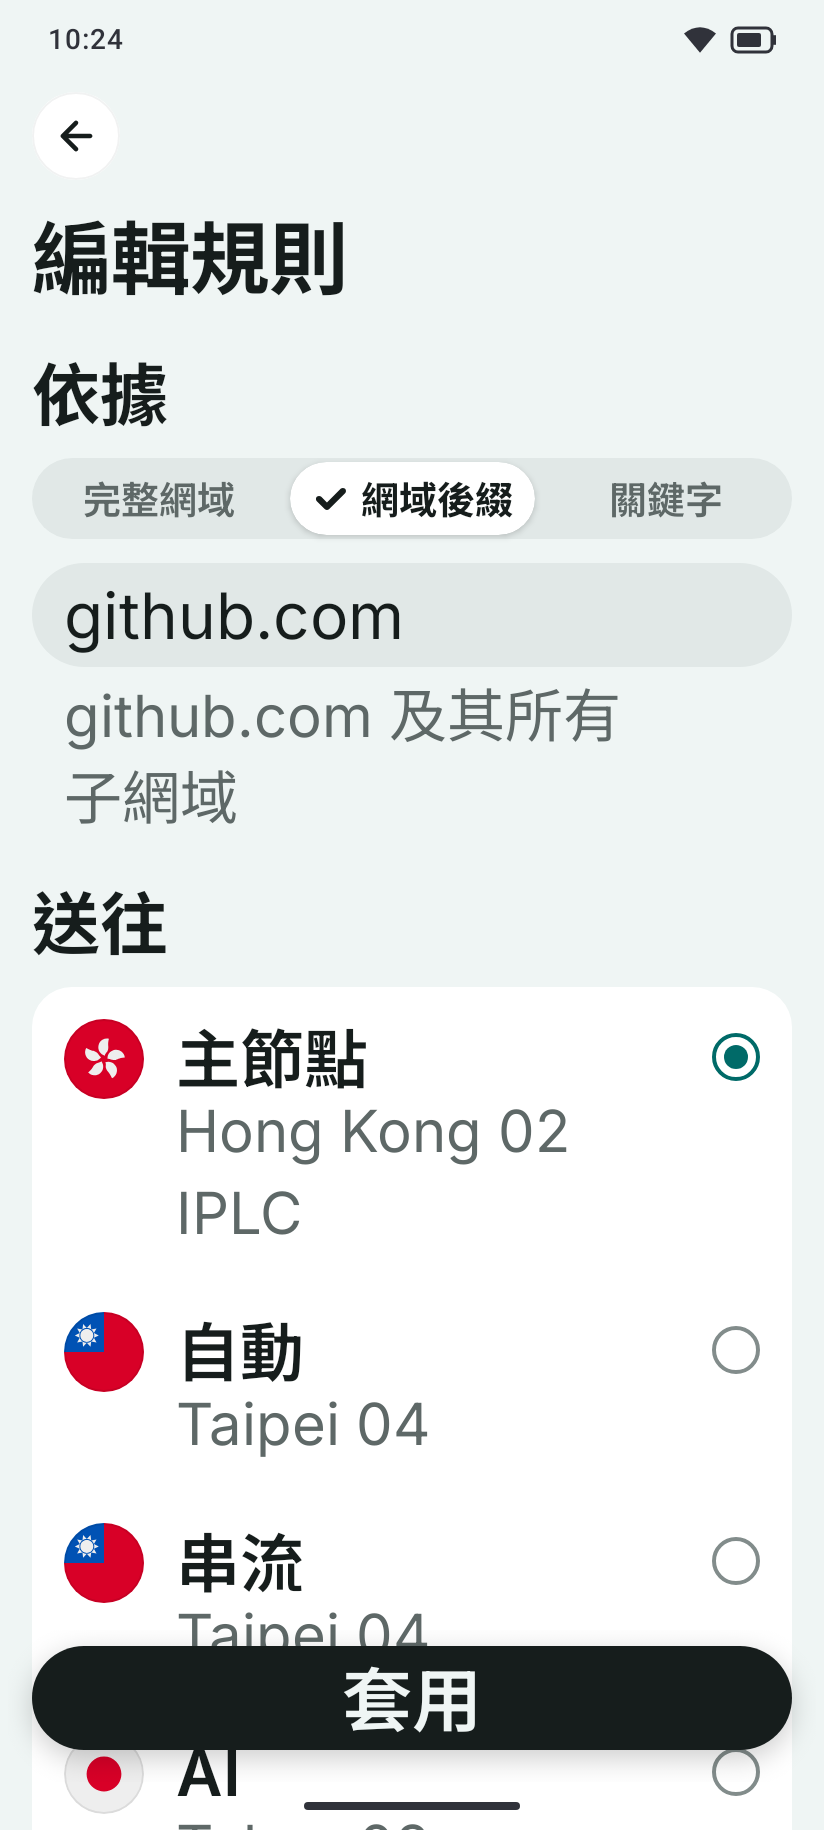 10:24
編輯規則
依據
完整網域
網域後綴
關鍵字
github.com
github.com 及其所有
子網域
送往
主節點
Hong Kong 02
IPLC
自動
Taipei 04
串流
Taipei 04
套用
AI